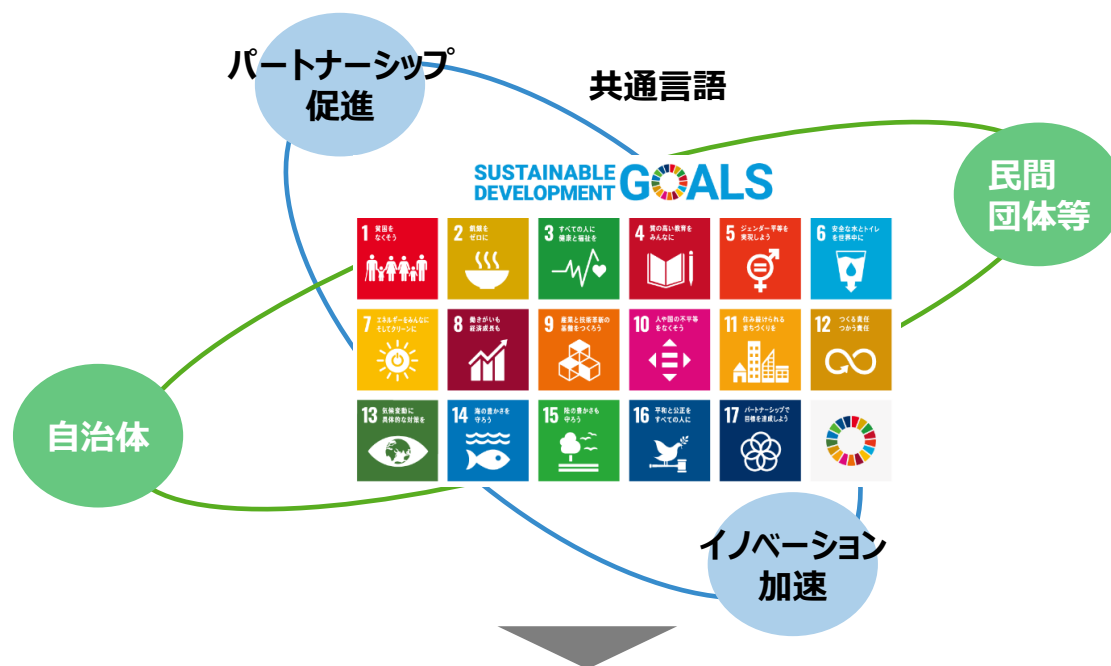 パートナーシップ
促進
共通言語
民間
団体等
SUSTAINABLE
DEVELOPMENT
GOALS
1 貧困を
なくそう
2 飢餓を
ゼロに
3 すべての人に
健康と福祉を
4 質の高い教育を
みんなに
5 ジェンダー平等を
実現しよう
6 安全な水とトイレ
を世界中に
7 エネルギーをみんなに
そしてクリーンに
8 働きがいも
経済成長も
9 産業と技術革新の
基盤をつくろう
10 人や国の不平等
をなくそう
11 住み続けられる
まちづくりを
12 つくる責任
つかう責任
13 気候変動に
具体的な対策を
14 海の豊かさを
守ろう
15 陸の豊かさも
守ろう
16 平和と公正を
すべての人に
17 パートナーシップで
目標を達成しよう
自治体
イノベーション
加速